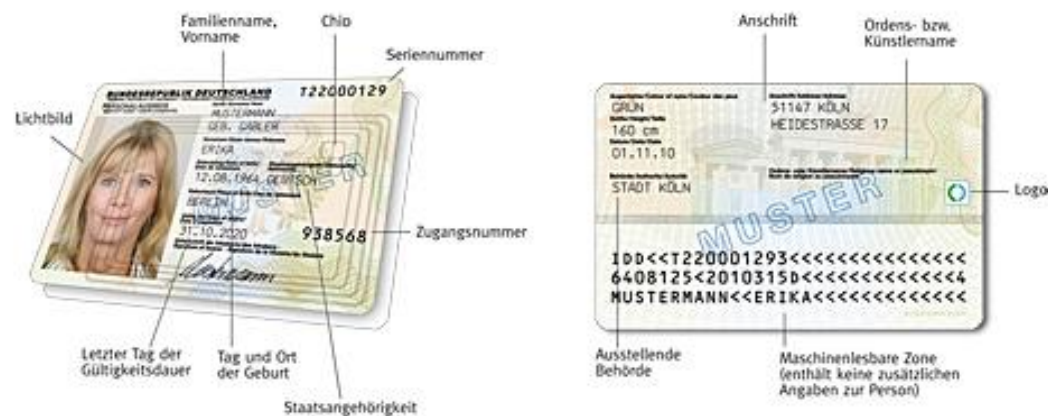 Familienname,
Vorname
Chip
Seriennummer
Lichtbild
BUNDESREPUBLIK DEUTSCHLAND
T22000129
PERSONALAUSWEIS
MUSTERMANN
GEB. GABLER
ERIKA
12.08.1964 DEUTSCH
BERLIN
31.10.2020
938568
MUSTER
Zugangsnummer
Letzter Tag der
Gültigkeitsdauer
Tag und Ort
der Geburt
Staatsangehörigkeit
Anschrift
Ordens- bzw.
Künstlername
GRÜN
160 cm
01.11.10
STADT KÖLN
51147 KÖLN
HEIDESTRASSE 17
MUSTER
Logo
IDD<<T220001293<<<<<<<<<<<<<<<
6408125<2010315D<<<<<<<<<<<<<4
MUSTERMANN<<ERIKA<<<<<<<<<<<<<
Ausstellende
Behörde
Maschinenlesbare Zone
(enthält keine zusätzlichen
Angaben zur Person)